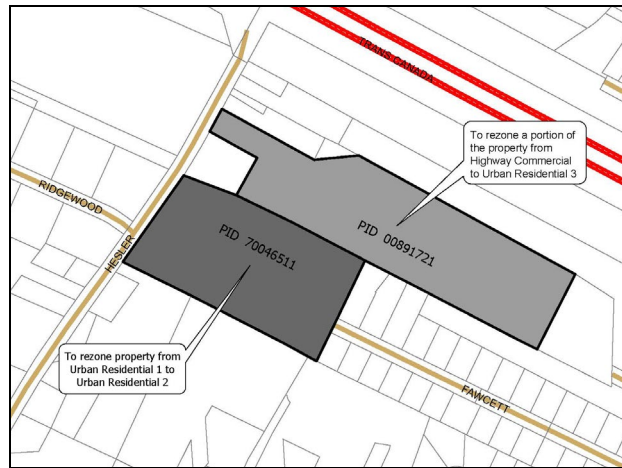 TRANS CANADA
To rezone a portion of
the property from
Highway Commercial
to Urban Residential 3
RIDGEWOOD
HESLER
PID 70046511
PID 00891721
To rezone property from
Urban Residential 1 to
Urban Residential 2
FAWCETT